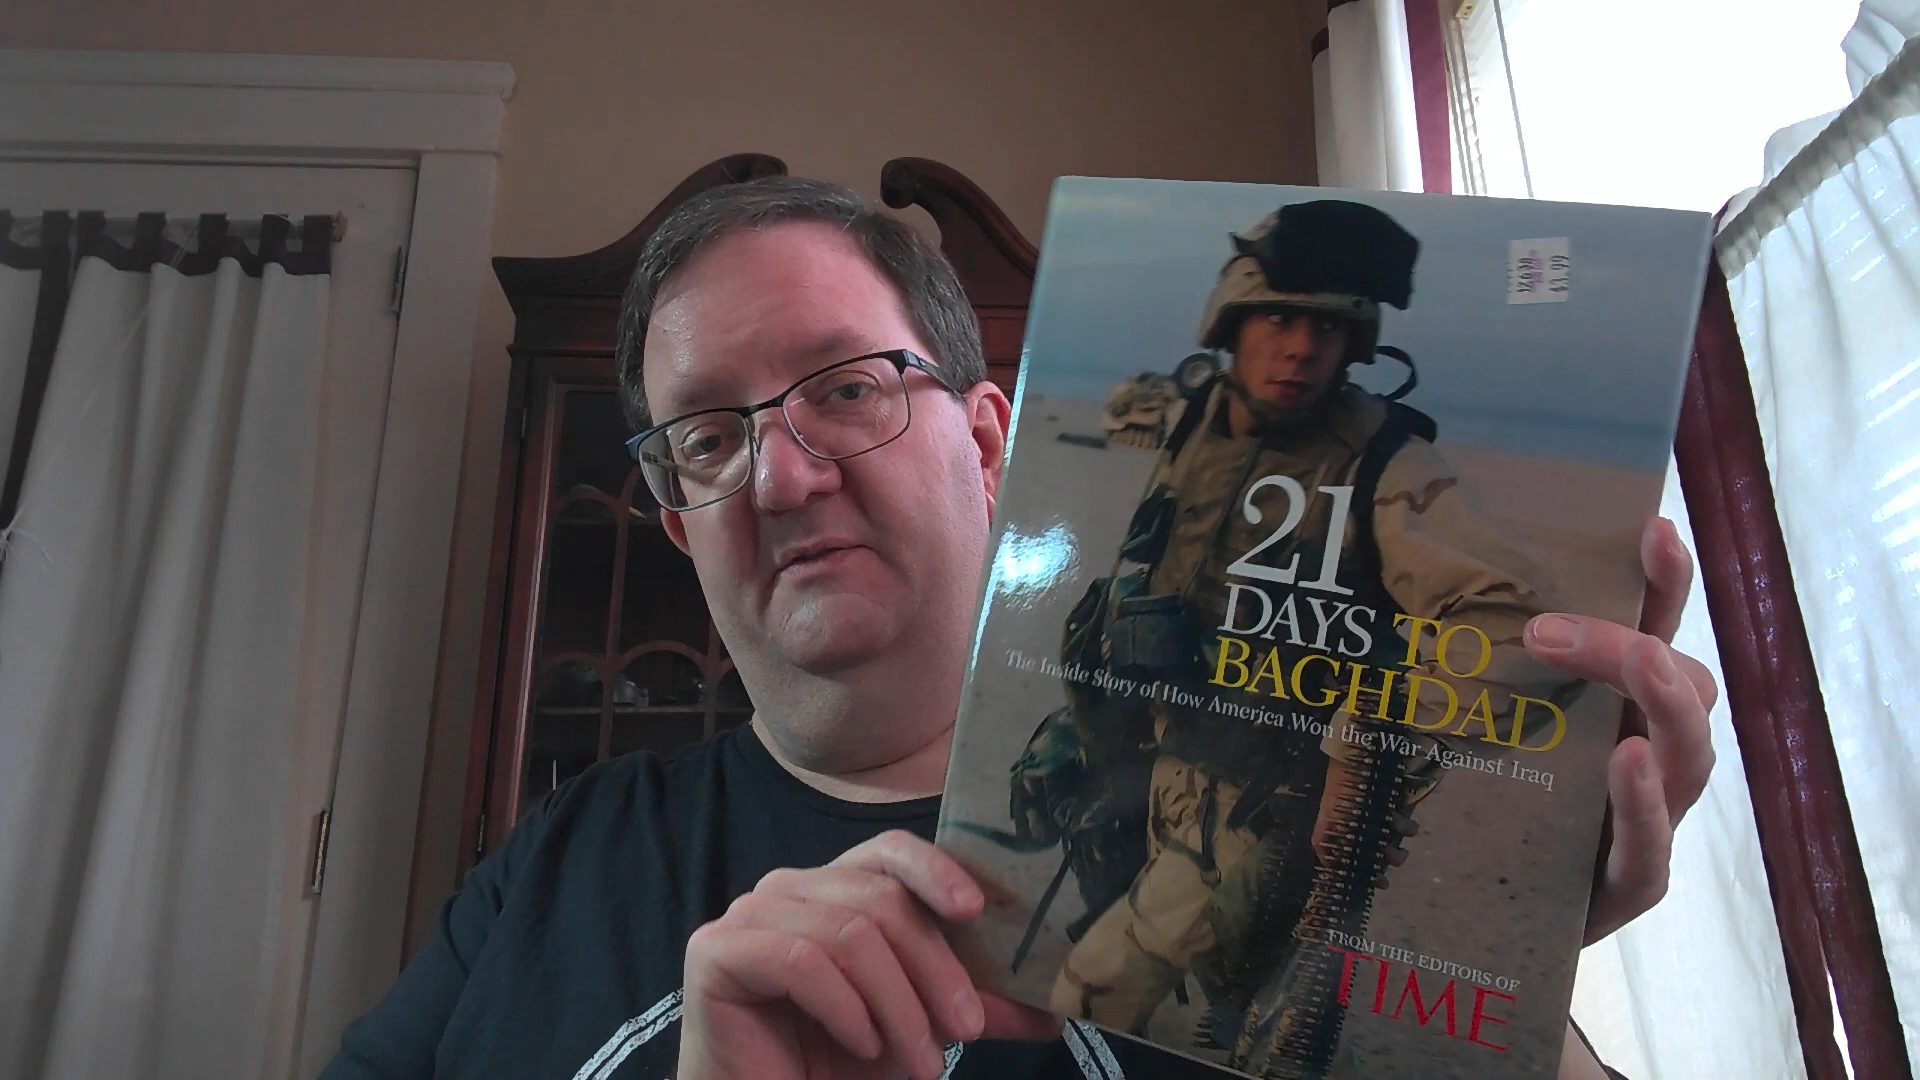 21
DAYS TO
BAGHDAD
The Inside Story of How America Won the War Against Iraq
FROM THE EDITORS OF
TIME